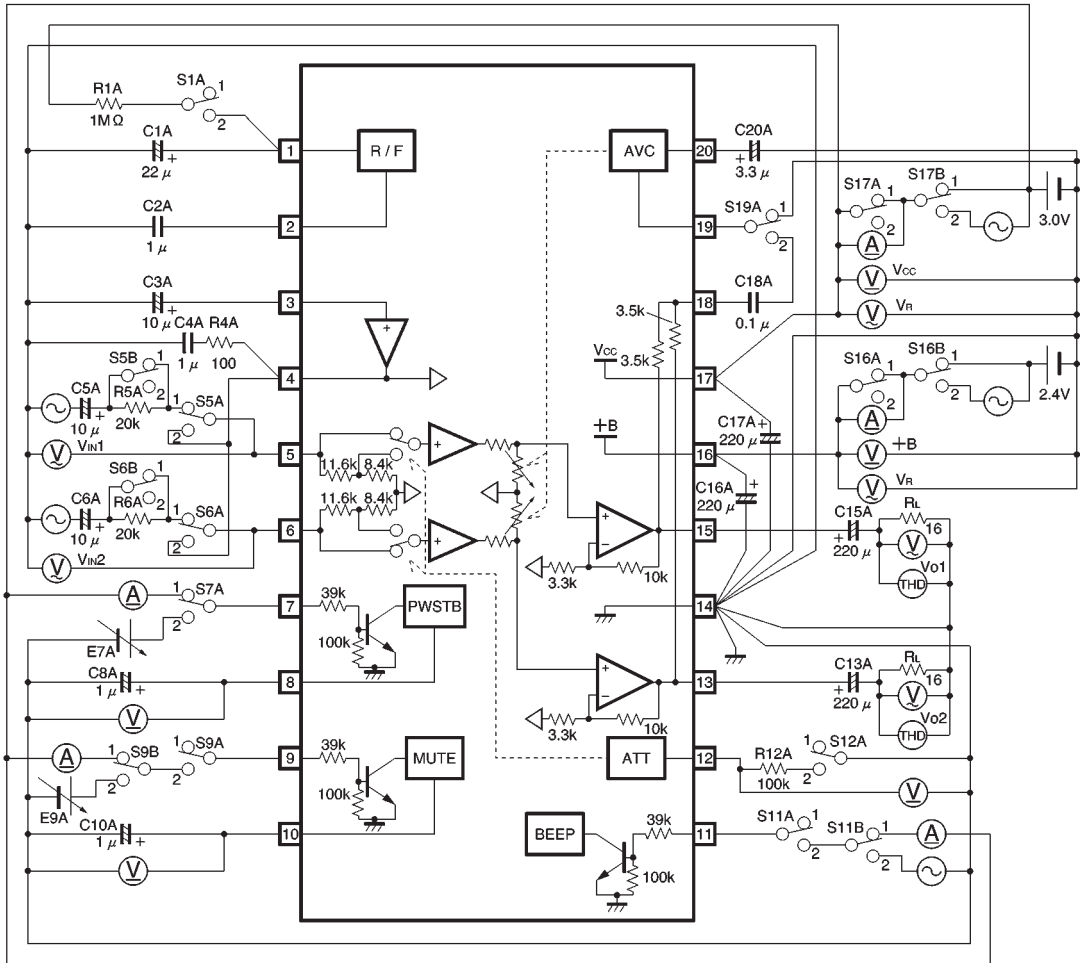 R1A
1MΩ
S1A
1
2
C1A
+
22 µ
1
R / F
C2A
1 µ
2
C3A
+
10 µ
3
+
C4A
1 µ
R4A
100
4
S5B
1
2
C5A
+
10 µ
R5A
20k
S5A
1
2
VIN1
5
11.6k
8.4k
+
S6B
1
2
C6A
+
10 µ
R6A
20k
S6A
1
2
VIN2
6
11.6k
8.4k
+
A
S7A
1
2
E7A
7
39k
100k
PWSTB
C8A
1 µ
+
8
V
A
S9B
1
2
S9A
1
2
E9A
9
39k
100k
MUTE
C10A
1 µ
+
10
V
AVC
20
C20A
+
3.3 µ
S19A
1
2
19
18
C18A
0.1 µ
3.5k
3.5k
Vcc
17
C17A
+
220 µ
+B
16
C16A
+
220 µ
S17A
1
2
S17B
1
2
3.0V
A
V
Vcc
V
VR
S16A
1
2
S16B
1
2
2.4V
A
V
+B
V
VR
+
−
3.3k
10k
15
C15A
+
220 µ
RL
16
V
Vo1
THD
14
+
−
3.3k
10k
13
C13A
+
220 µ
RL
16
V
Vo2
THD
ATT
12
R12A
100k
S12A
1
2
V
BEEP
39k
100k
11
S11A
1
2
S11B
1
2
A